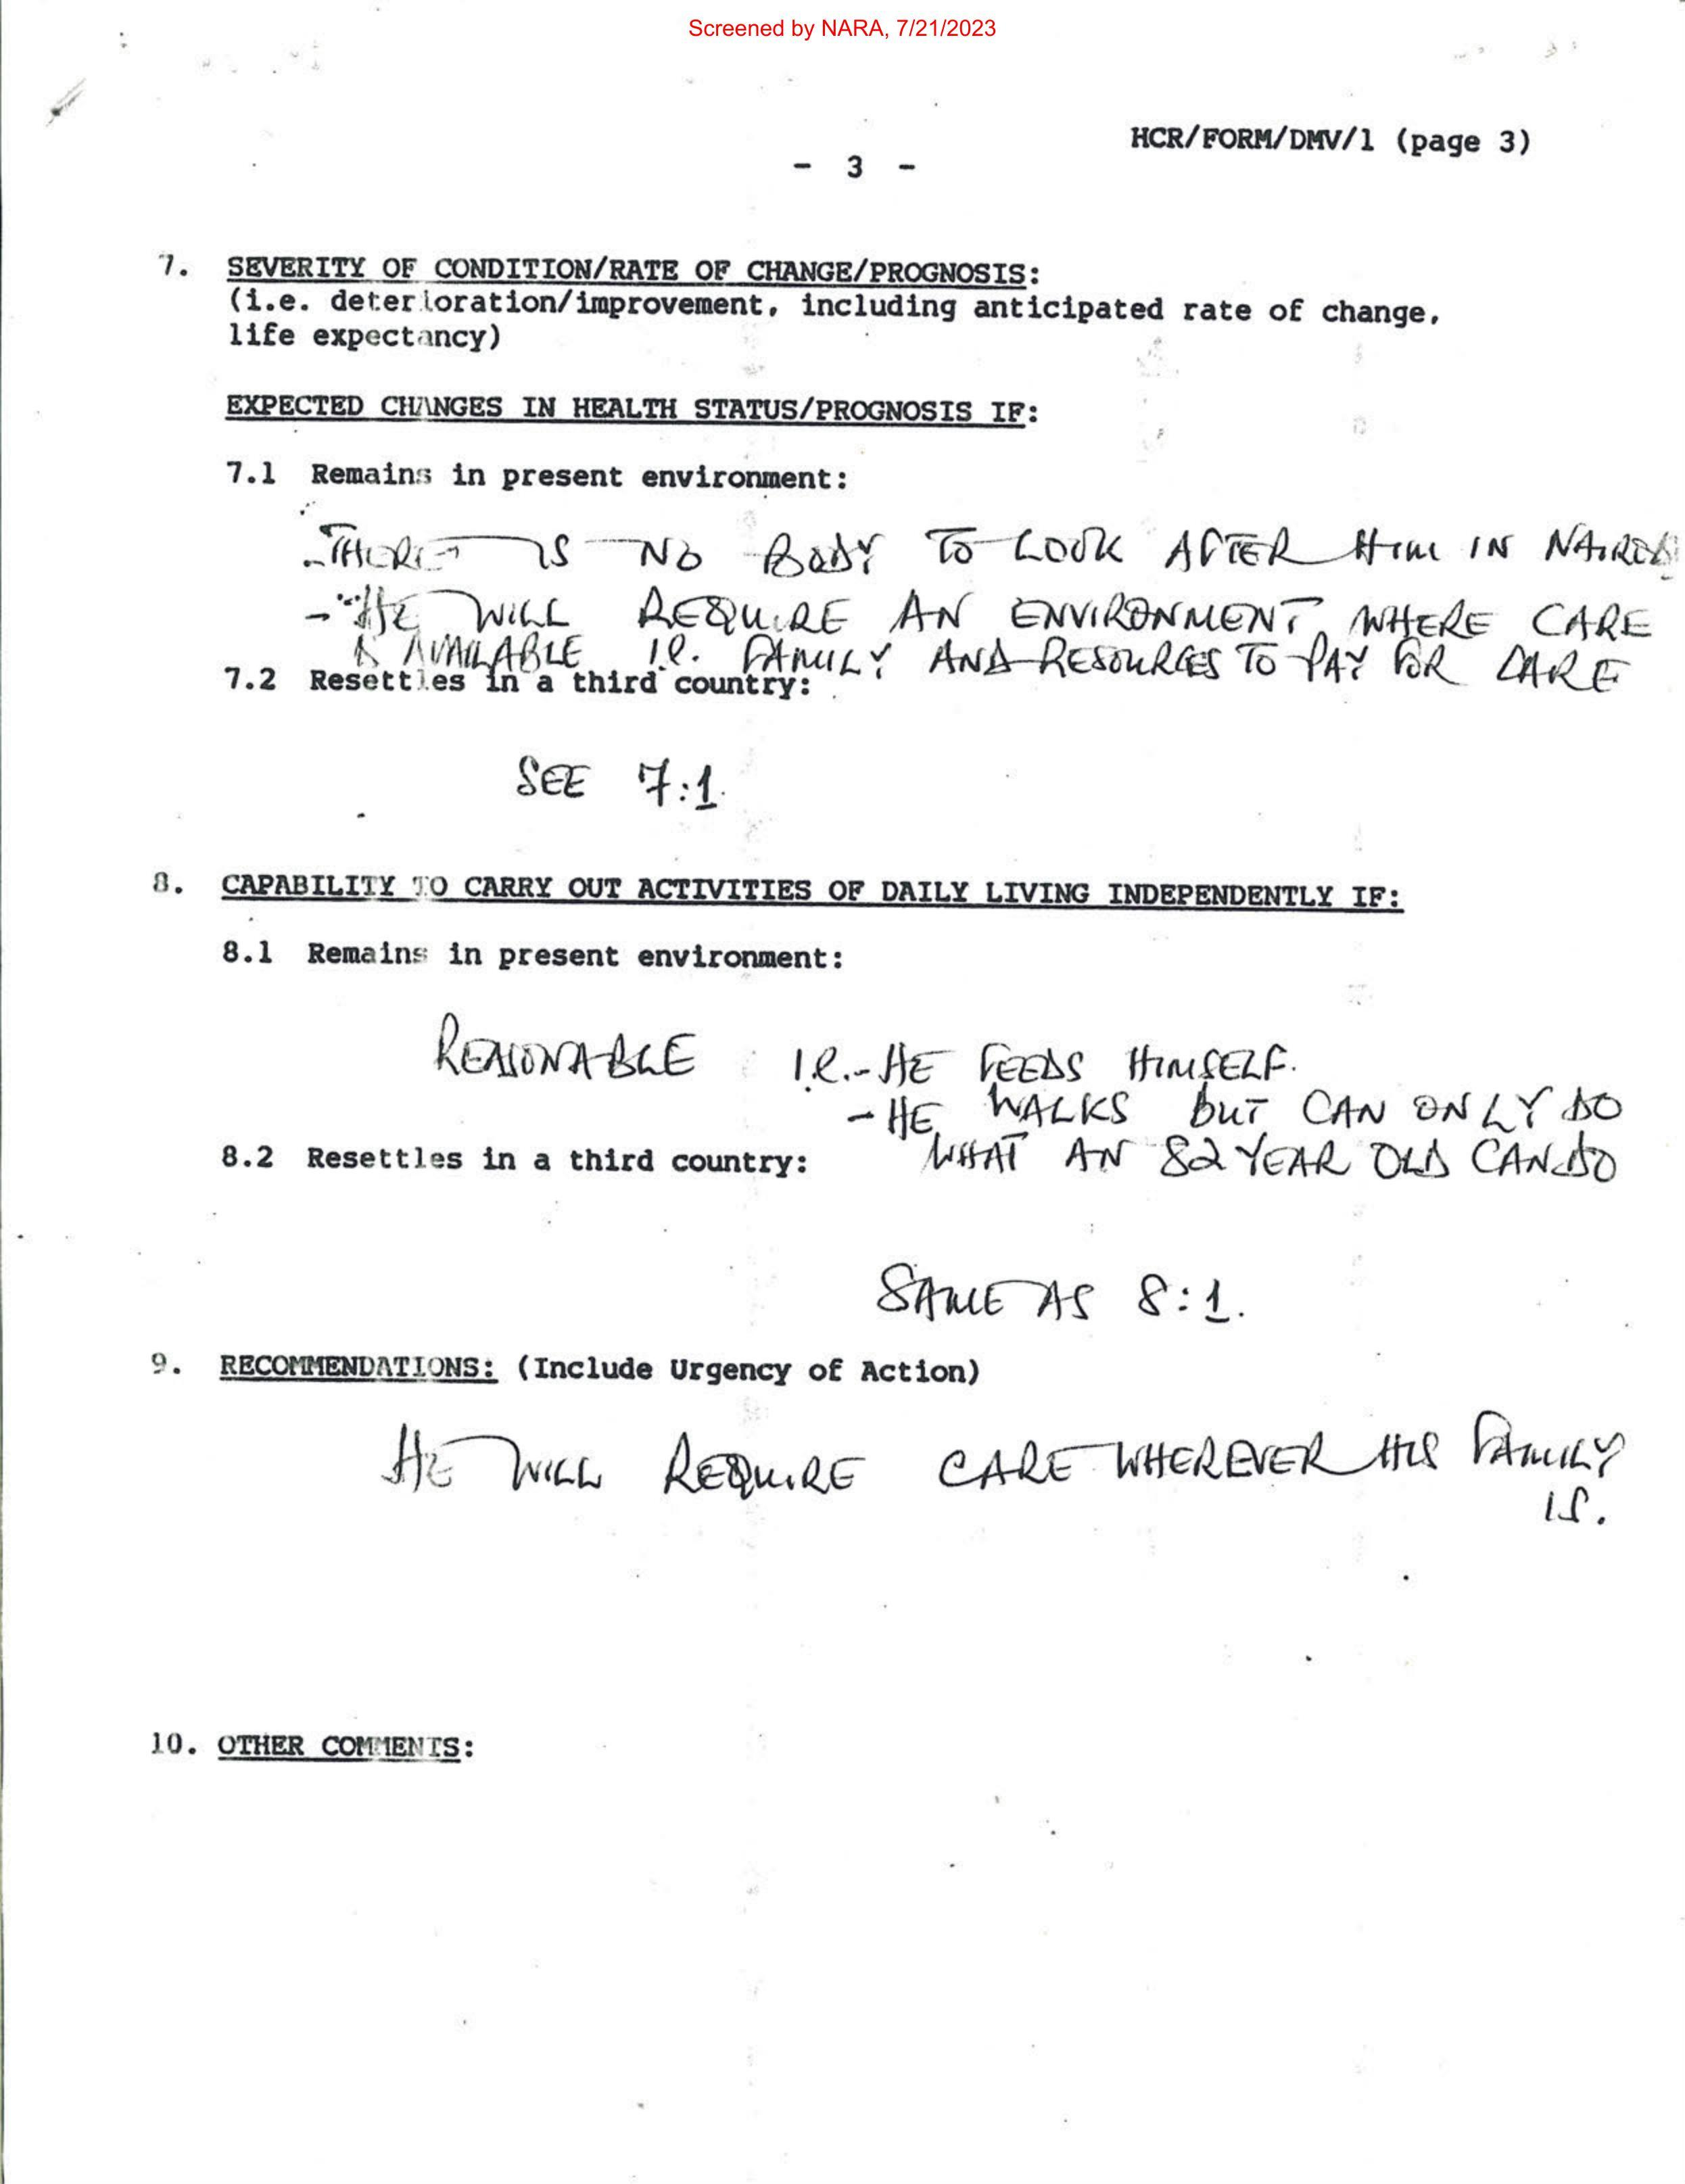 Screened by NARA, 7/21/2023
HCR/FORM/DMV/1 (page 3)
- 3 -
7. SEVERITY OF CONDITION/RATE OF CHANGE/PROGNOSIS:
(i.e. deterioration/improvement, including anticipated rate of change,
life expectancy)
EXPECTED CHANGES IN HEALTH STATUS/PROGNOSIS IF:
7.1 Remains in present environment:
- THERE IS NO BODY TO LOOK AFTER HIM IN NAIROBI
- HE WILL REQUIRE AN ENVIRONMENT WHERE CARE
IS AVAILABLE I.e. FAMILY AND RESOURCES TO PAY FOR CARE
7.2 Resettles in a third country:
SEE 7:1.
8. CAPABILITY TO CARRY OUT ACTIVITIES OF DAILY LIVING INDEPENDENTLY IF:
8.1 Remains in present environment:
REASONABLE I.e. - HE FEEDS HIMSELF.
- HE WALKS BUT CAN ONLY DO
WHAT AN 82 YEAR OLD CAN DO
8.2 Resettles in a third country:
SAME AS 8:1.
9. RECOMMENDATIONS: (Include Urgency of Action)
HE WILL REQUIRE CARE WHEREVER HIS FAMILY
IS.
10. OTHER COMMENTS: